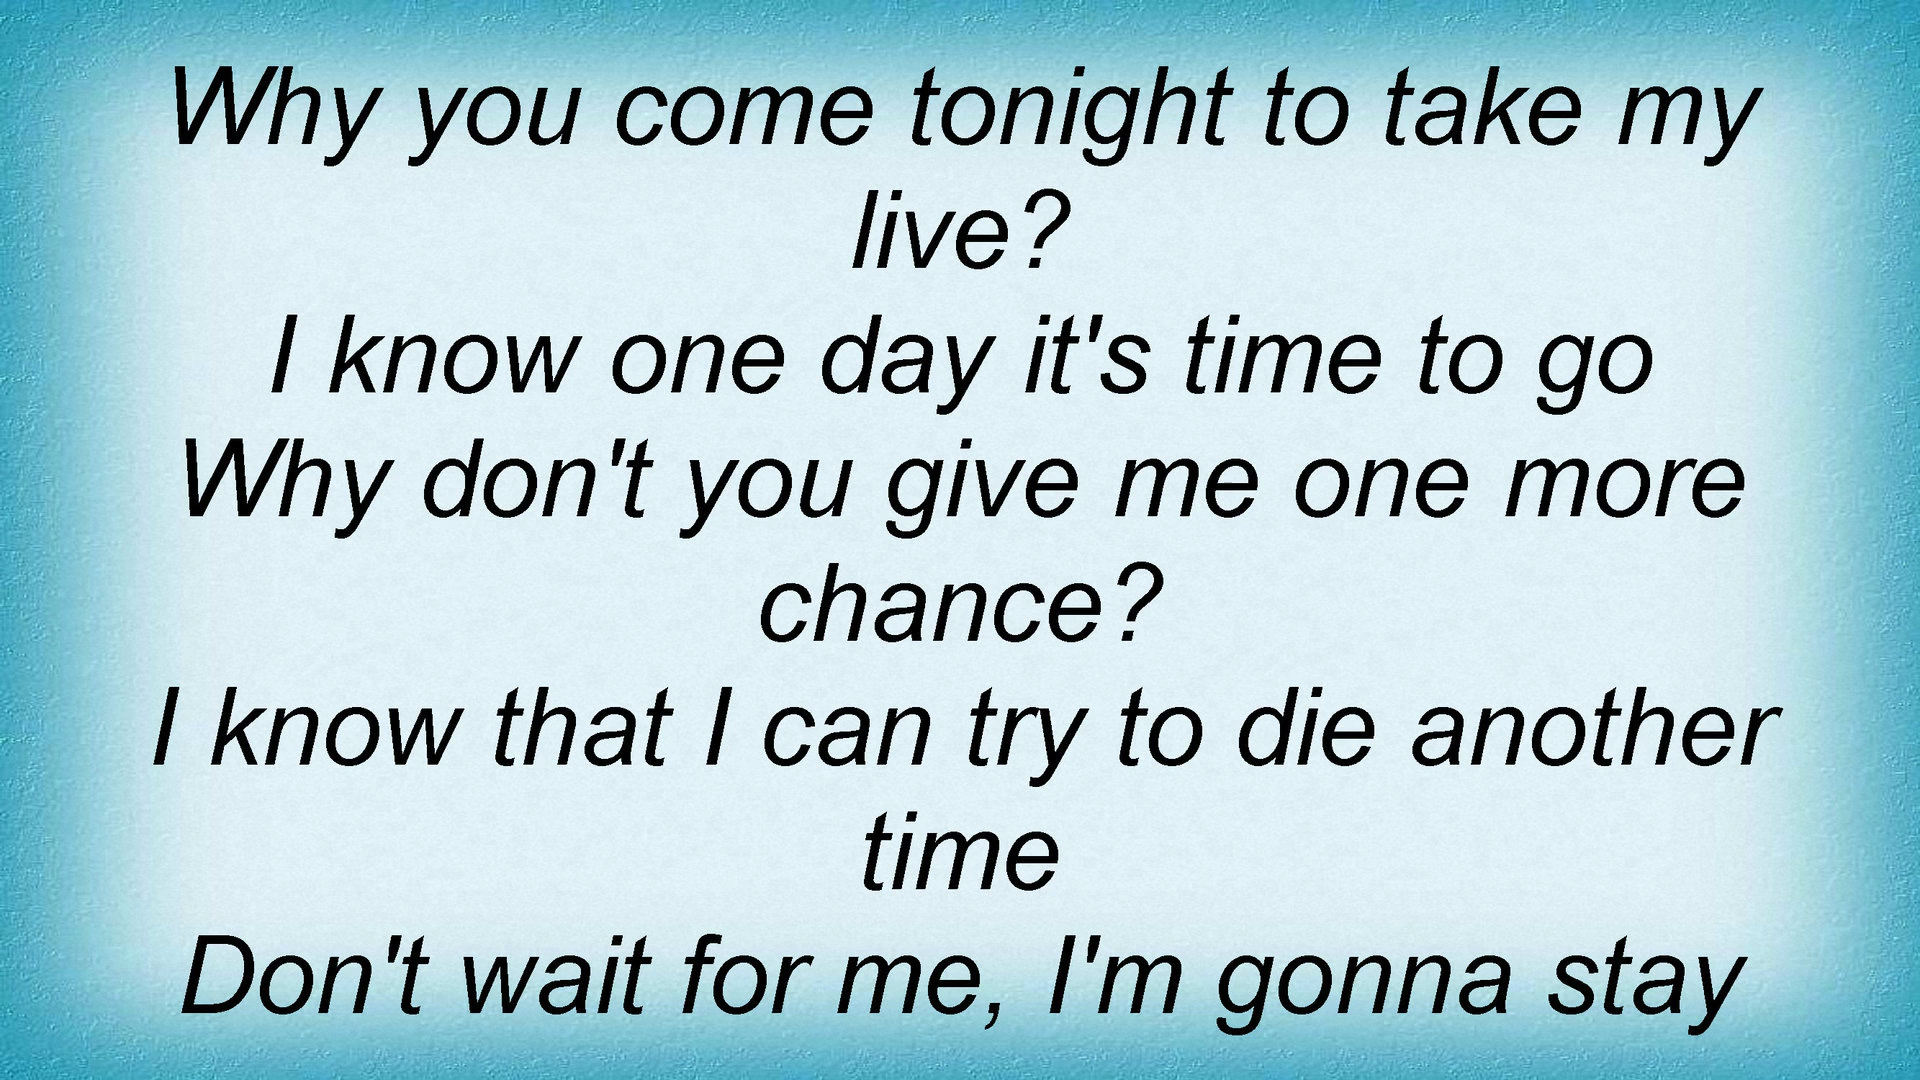 Why you come tonight to take my
live?
I know one day it's time to go
Why don't you give me one more
chance?
I know that I can try to die another
time
Don't wait for me, I'm gonna stay